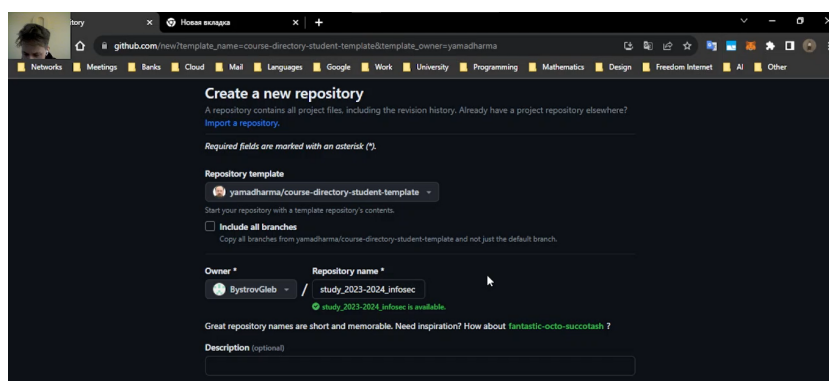 tory
Новая вкладка
github.com/new?template_name=course-directory-student-template&template_owner=yamadharma
Networks Meetings Banks Cloud Mail Languages Google Work University Programming Mathematics Design Freedom Internet AI Other
Create a new repository
A repository contains all project files, including the revision history. Already have a project repository elsewhere?
Import a repository.
Required fields are marked with an asterisk (*).
Repository template
yamadharma/course-directory-student-template
Start your repository with a template repository's contents.
Include all branches
Copy all branches from yamadharma/course-directory-student-template and not just the default branch.
Owner * Repository name *
BystrovGleb / study_2023-2024_infosec
study_2023-2024_infosec is available.
Great repository names are short and memorable. Need inspiration? How about fantastic-octo-succotash ?
Description (optional)